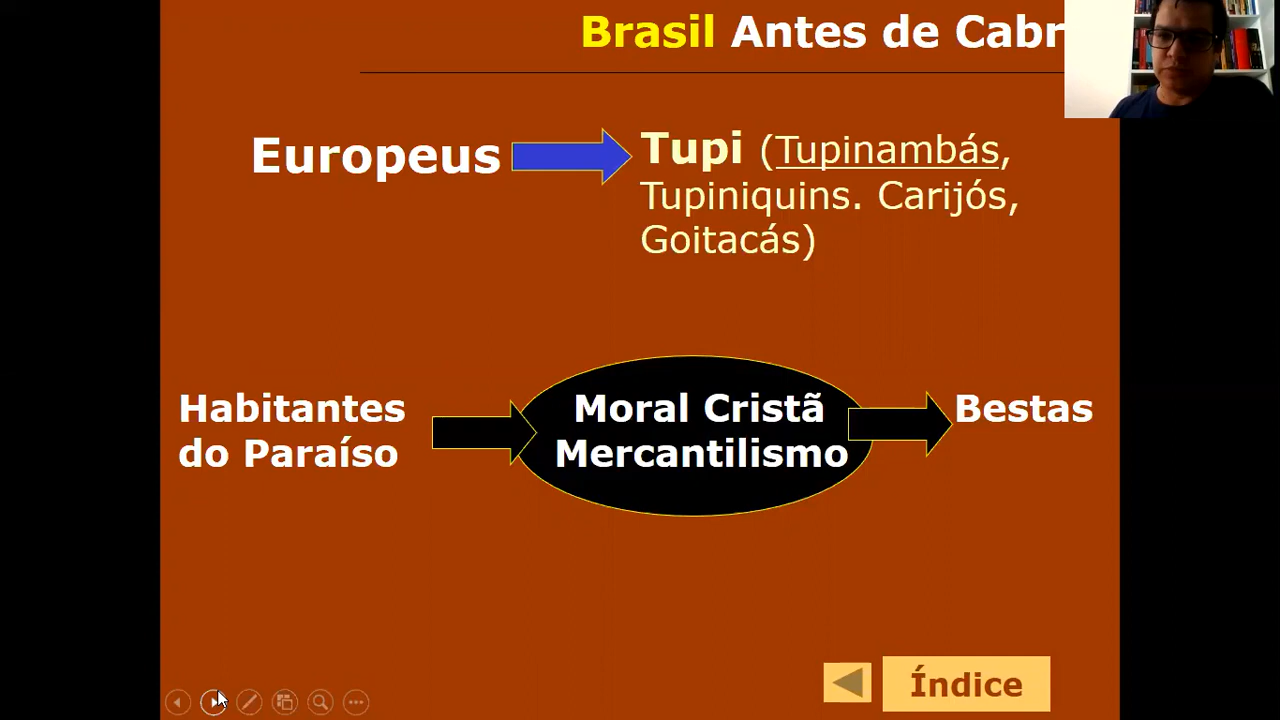 Brasil Antes de Cabr
Europeus
Tupi (Tupinambás,
Tupiniquins. Carijós,
Goitacás)
Habitantes
do Paraíso
Moral Cristã
Mercantilismo
Bestas
Índice